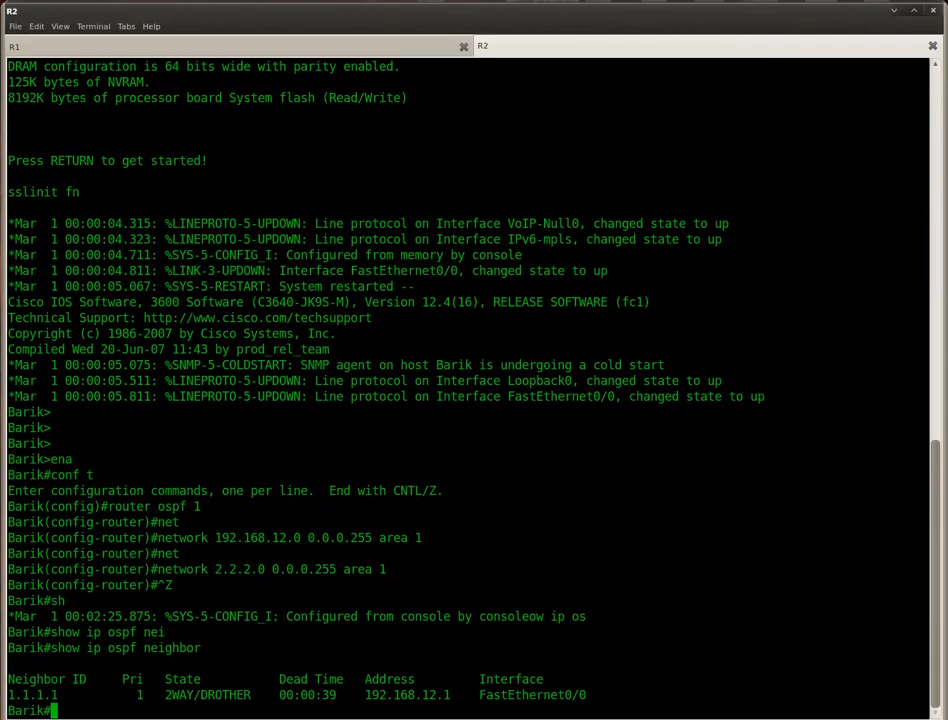 R2
File Edit View Terminal Tabs Help
R1 R2
DRAM configuration is 64 bits wide with parity enabled.
125K bytes of NVRAM.
8192K bytes of processor board System flash (Read/Write)
Press RETURN to get started!
sslinit fn
*Mar  1 00:00:04.315: %LINEPROTO-5-UPDOWN: Line protocol on Interface VoIP-Null0, changed state to up
*Mar  1 00:00:04.323: %LINEPROTO-5-UPDOWN: Line protocol on Interface IPv6-mpls, changed state to up
*Mar  1 00:00:04.711: %SYS-5-CONFIG_I: Configured from memory by console
*Mar  1 00:00:04.811: %LINK-3-UPDOWN: Interface FastEthernet0/0, changed state to up
*Mar  1 00:00:05.067: %SYS-5-RESTART: System restarted --
Cisco IOS Software, 3600 Software (C3640-JK9S-M), Version 12.4(16), RELEASE SOFTWARE (fc1)
Technical Support: http://www.cisco.com/techsupport
Copyright (c) 1986-2007 by Cisco Systems, Inc.
Compiled Wed 20-Jun-07 11:43 by prod_rel_team
*Mar  1 00:00:05.075: %SNMP-5-COLDSTART: SNMP agent on host Barik is undergoing a cold start
*Mar  1 00:00:05.511: %LINEPROTO-5-UPDOWN: Line protocol on Interface Loopback0, changed state to up
*Mar  1 00:00:05.811: %LINEPROTO-5-UPDOWN: Line protocol on Interface FastEthernet0/0, changed state to up
Barik>
Barik>
Barik>
Barik>ena
Barik#conf t
Enter configuration commands, one per line.  End with CNTL/Z.
Barik(config)#router ospf 1
Barik(config-router)#net
Barik(config-router)#network 192.168.12.0 0.0.0.255 area 1
Barik(config-router)#net
Barik(config-router)#network 2.2.2.0 0.0.0.255 area 1
Barik(config-router)#^Z
Barik#sh
*Mar  1 00:02:25.875: %SYS-5-CONFIG_I: Configured from console by consoleow ip os
Barik#show ip ospf nei
Barik#show ip ospf neighbor
Neighbor ID     Pri   State           Dead Time   Address         Interface
1.1.1.1           1   2WAY/DROTHER    00:00:39    192.168.12.1    FastEthernet0/0
Barik#